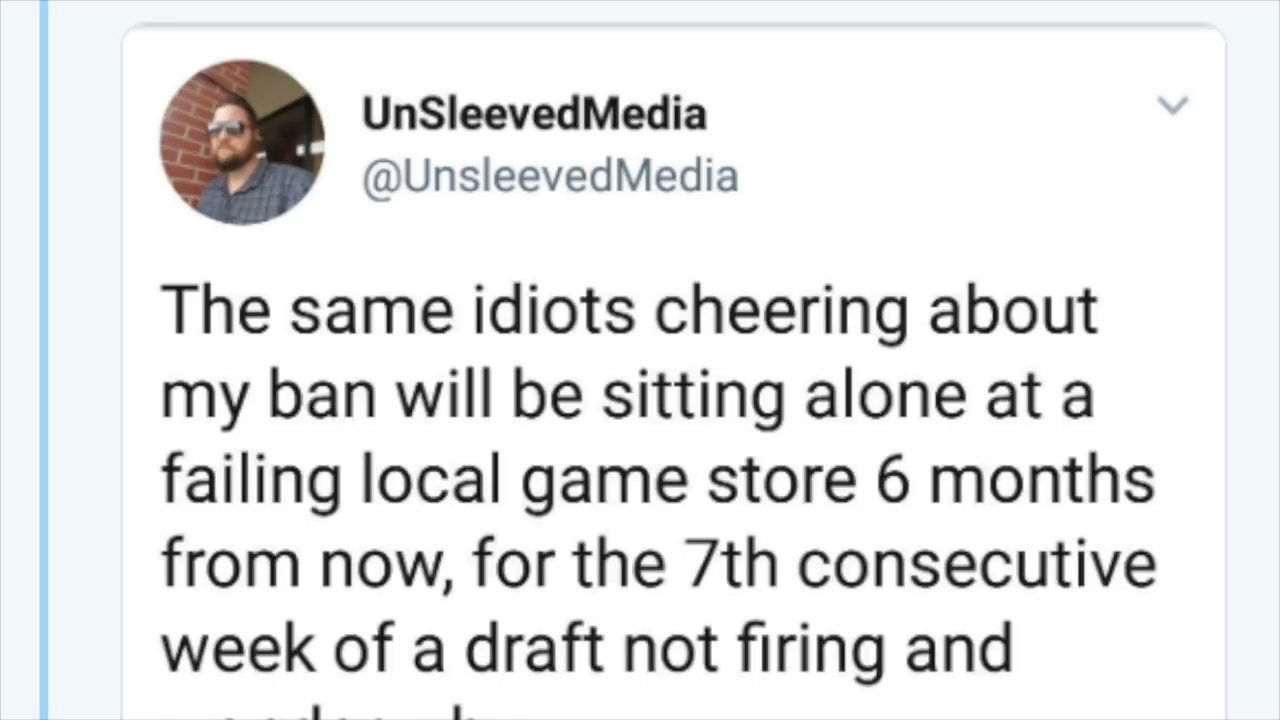 UnSleevedMedia
@UnsleevedMedia
The same idiots cheering about
my ban will be sitting alone at a
failing local game store 6 months
from now, for the 7th consecutive
week of a draft not firing and